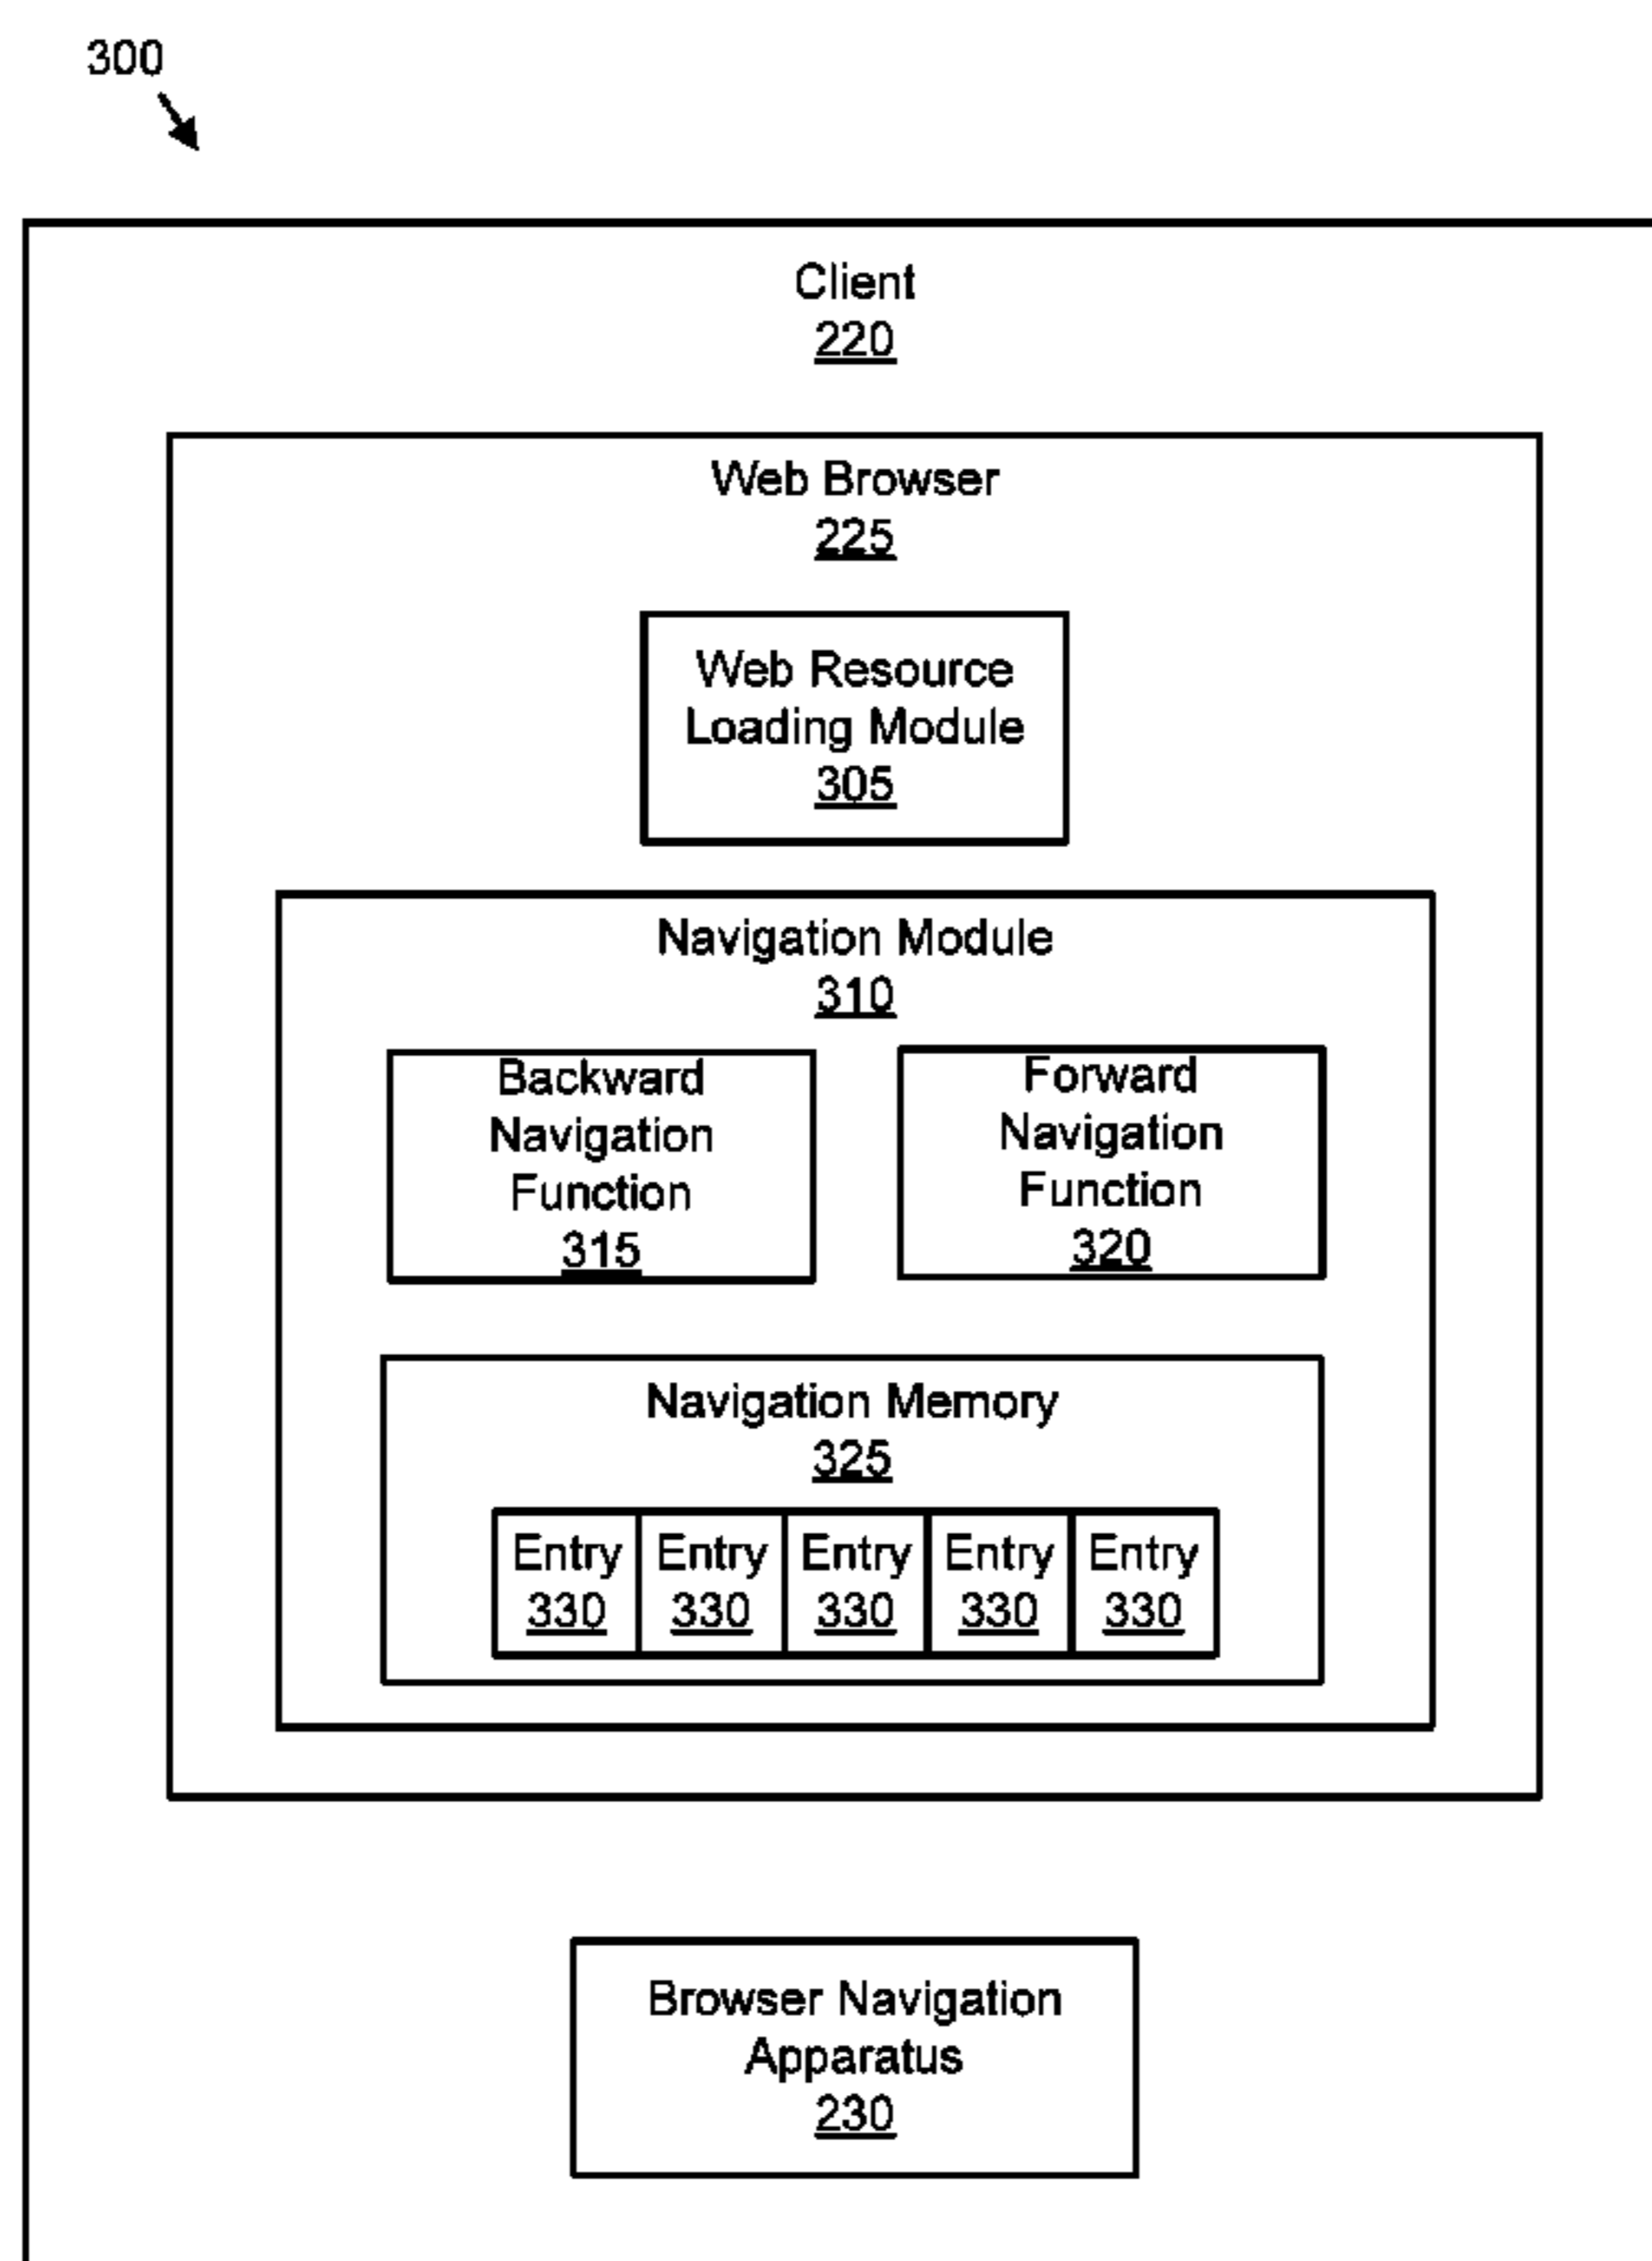 300
Client
220
Web Browser
225
Web Resource
Loading Module
305
Navigation Module
310
Backward
Navigation
Function
315
Forward
Navigation
Function
320
Navigation Memory
325
Entry Entry Entry Entry Entry
330 330 330 330 330
Browser Navigation
Apparatus
230